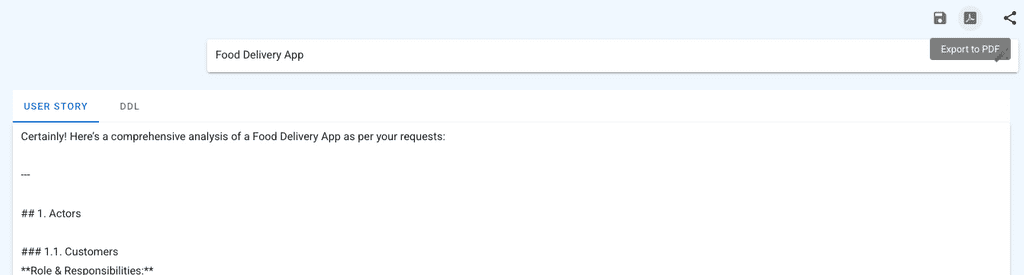 Export to PDF
Food Delivery App
USER STORY DDL
Certainly! Here's a comprehensive analysis of a Food Delivery App as per your requests:
---
## 1. Actors
### 1.1. Customers
**Role & Responsibilities:**